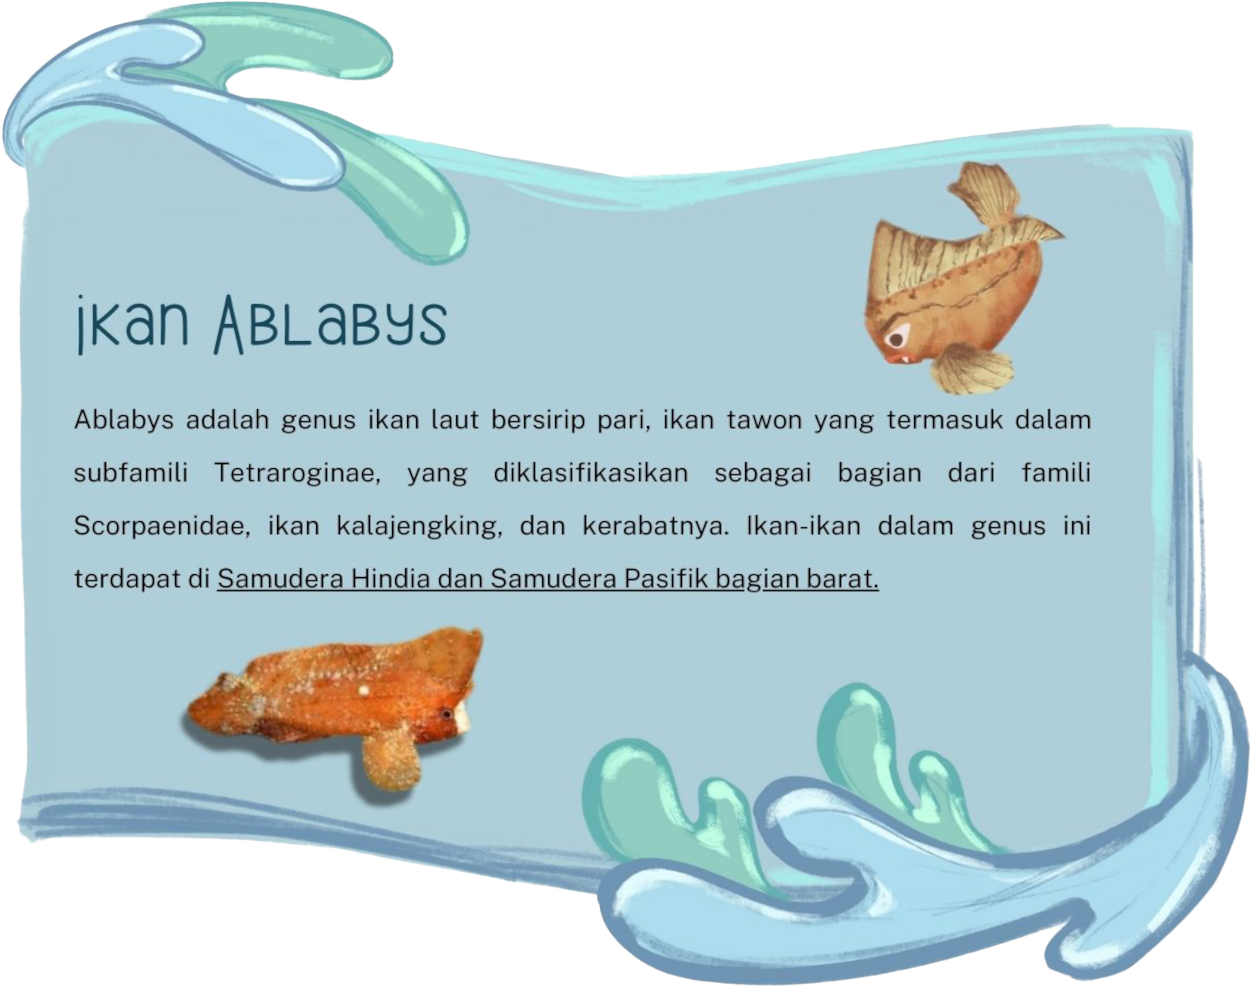 ikan Ablabys
Ablabys adalah genus ikan laut bersirip pari, ikan tawon yang termasuk dalam
subfamili Tetraroginae, yang diklasifikasikan sebagai bagian dari famili
Scorpaenidae, ikan kalajengking, dan kerabatnya. Ikan-ikan dalam genus ini
terdapat di Samudera Hindia dan Samudera Pasifik bagian barat.